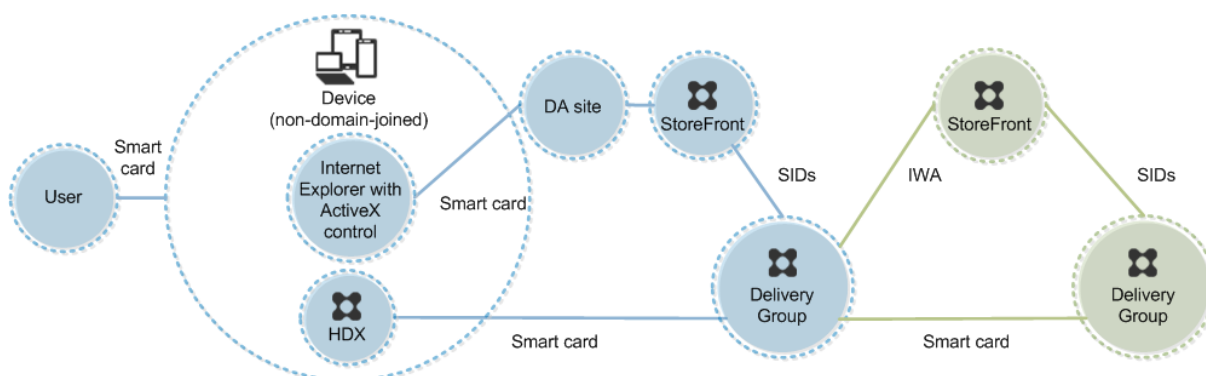 User
Smart
card
Device
(non-domain-joined)
Internet
Explorer with
ActiveX
control
HDX
Smart card
DA site
StoreFront
SIDs
Delivery
Group
Smart card
IWA
StoreFront
SIDs
Delivery
Group
Smart card